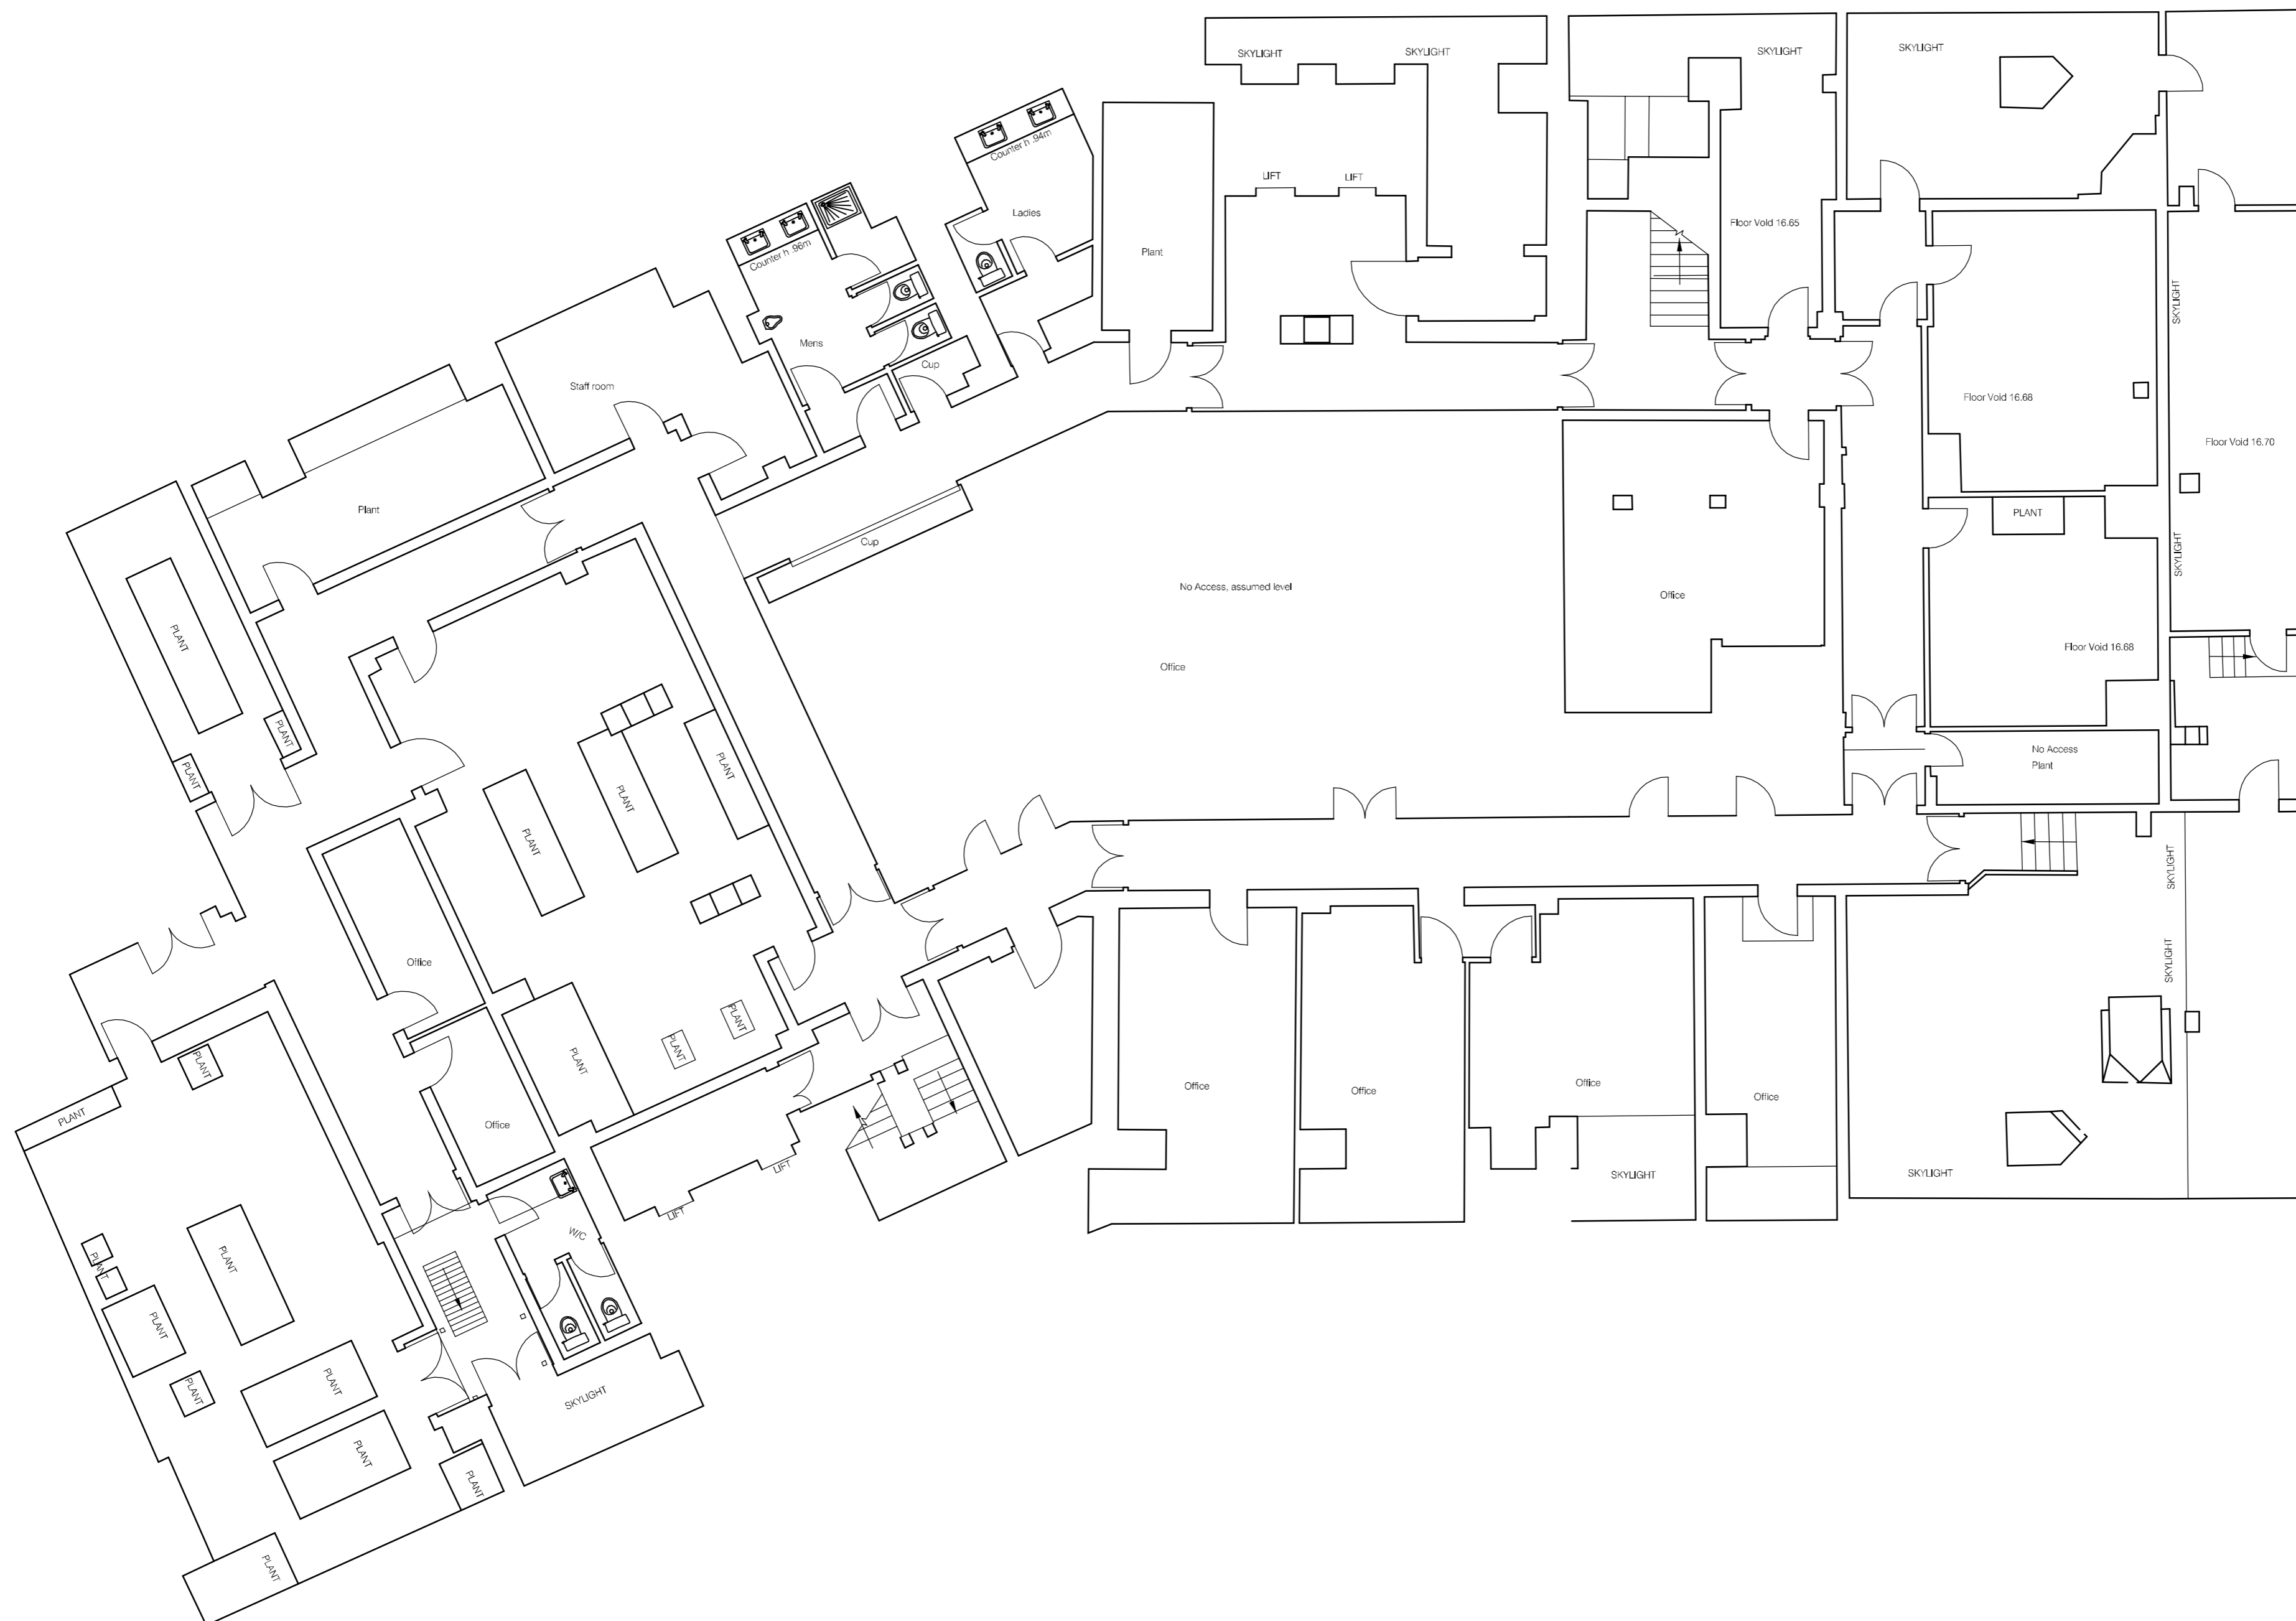 SKYLIGHT
SKYLIGHT
SKYLIGHT
SKYLIGHT
Counter h .94m
LIFT
LIFT
Ladies
Floor Void 16.65
Counter h .96m
Plant
SKYLIGHT
Mens
Cup
Staff room
Floor Void 16.68
Floor Void 16.70
Plant
PLANT
Cup
SKYLIGHT
No Access, assumed level
Office
PLANT
Floor Void 16.68
Office
PLANT
PLANT
PLANT
PLANT
PLANT
PLANT
No Access
Plant
SKYLIGHT
Office
SKYLIGHT
PLANT
PLANT
PLANT
PLANT
PLANT
Office
Office
Office
Office
Office
Office
LIFT
LIFT
SKYLIGHT
SKYLIGHT
W/C
PLANT
PLANT
PLANT
PLANT
PLANT
PLANT
SKYLIGHT
PLANT
PLANT